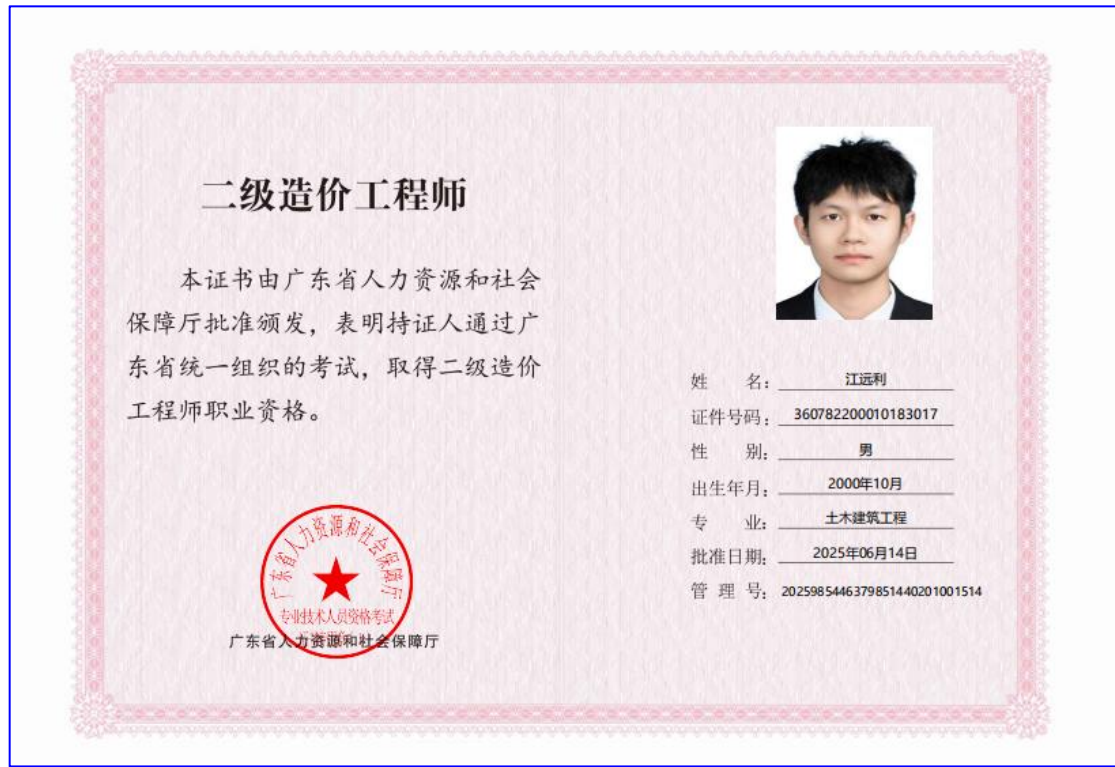 二级造价工程师
本证书由广东省人力资源和社会
保障厅批准颁发，表明持证人通过广
东省统一组织的考试，取得二级造价
工程师职业资格。
广东省人力资源和社会保障厅
专业技术人员资格考试
广东省人力资源和社会保障厅
姓 名：江远利
证件号码：360782200010183017
性 别：男
出生年月：2000年10月
专 业：土木建筑工程
批准日期：2025年06月14日
管 理 号：2025985446379851440201001514